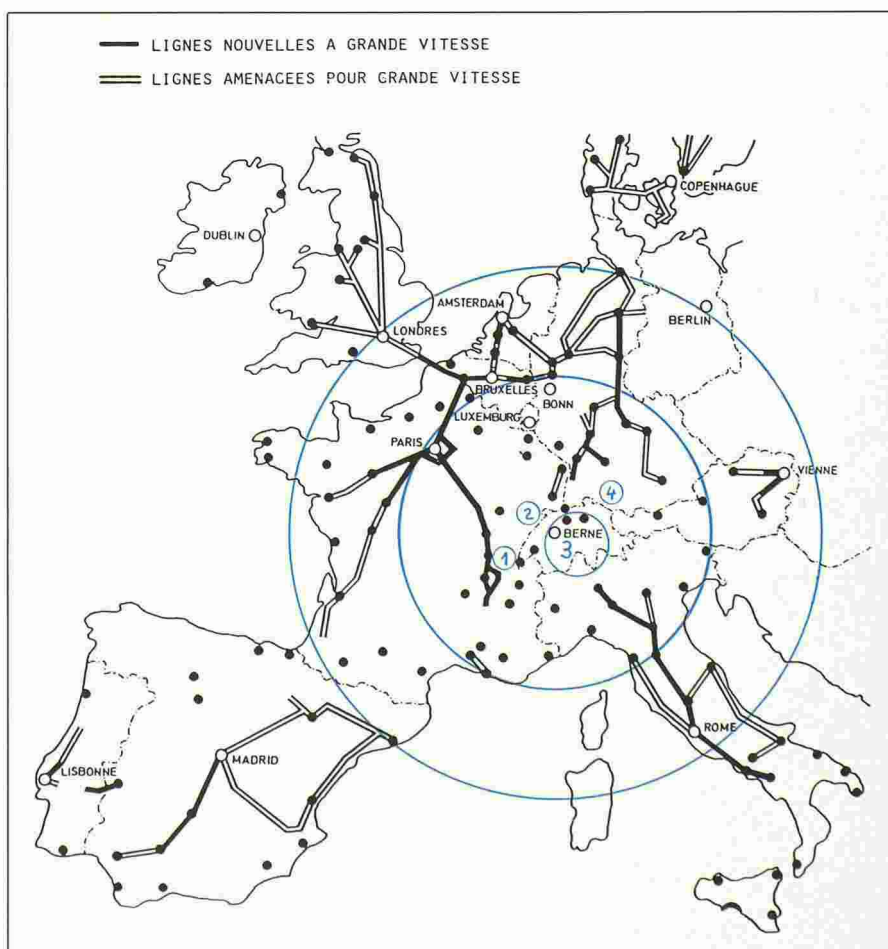 LIGNES NOUVELLES A GRANDE VITESSE
LIGNES AMENAGEES POUR GRANDE VITESSE
COPENHAGUE
DUBLIN
AMSTERDAM
BERLIN
LONDRES
BRUXELLES
BONN
LUXEMBURG
PARIS
VIENNE
4
2
BERNE
3
1
ROME
MADRID
LISBONNE